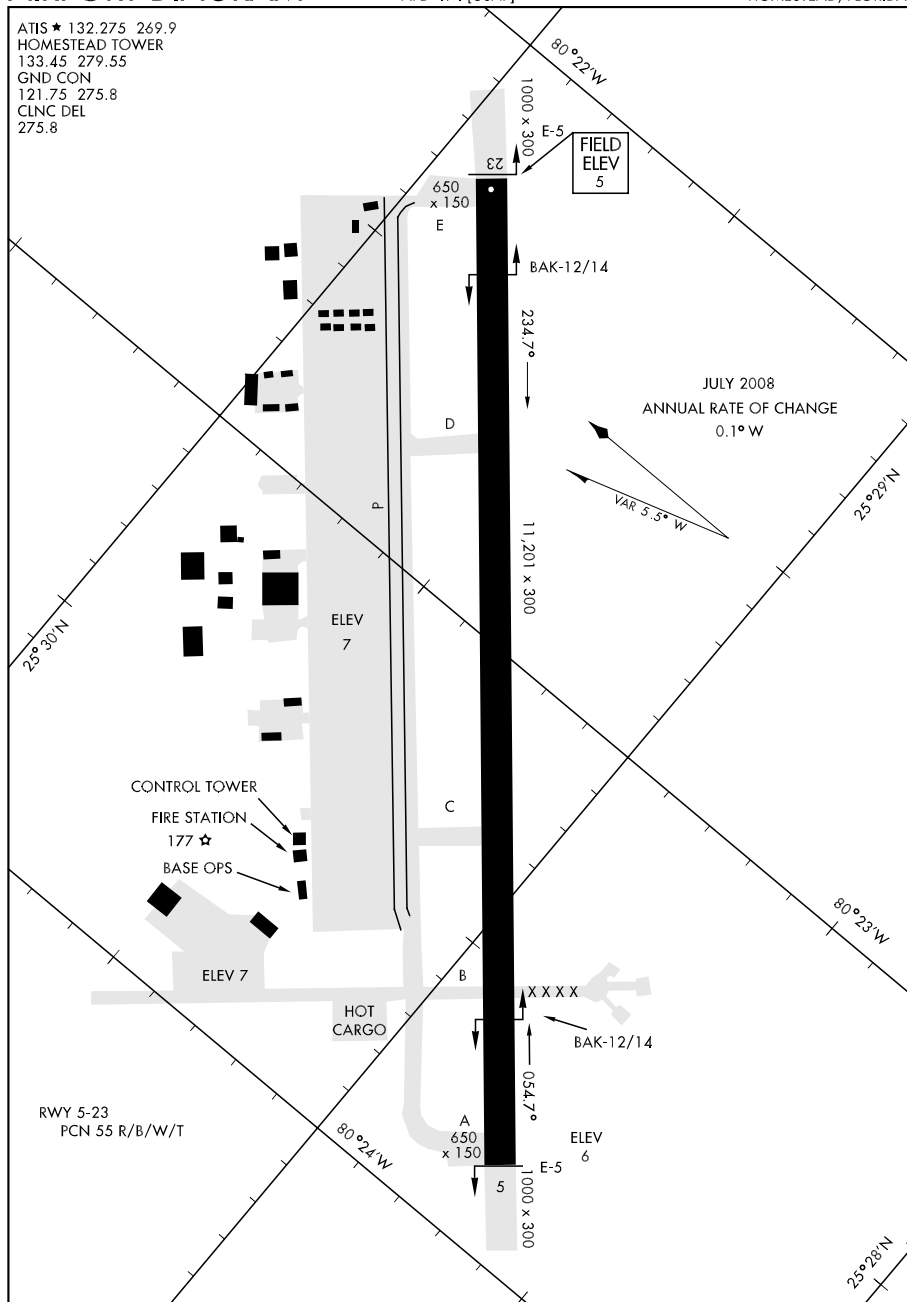 ATIS ★ 132.275 269.9
HOMESTEAD TOWER
133.45 279.55
GND CON
121.75 275.8
CLNC DEL
275.8
80°22'W
1000 x 300
E-5
FIELD
ELEV
5
23
650
x 150
E
BAK-12/14
234.7°
JULY 2008
ANNUAL RATE OF CHANGE
0.1° W
D
VAR 5.5° W
25°29'N
P
11,201 x 300
25°30'N
ELEV
7
CONTROL TOWER
FIRE STATION
177
BASE OPS
C
80°23'W
ELEV 7
B
X X X X
HOT
CARGO
BAK-12/14
054.7°
RWY 5-23
PCN 55 R/B/W/T
80°24'W
A
650
x 150
ELEV
6
E-5
5
1000 x 300
25°28'N